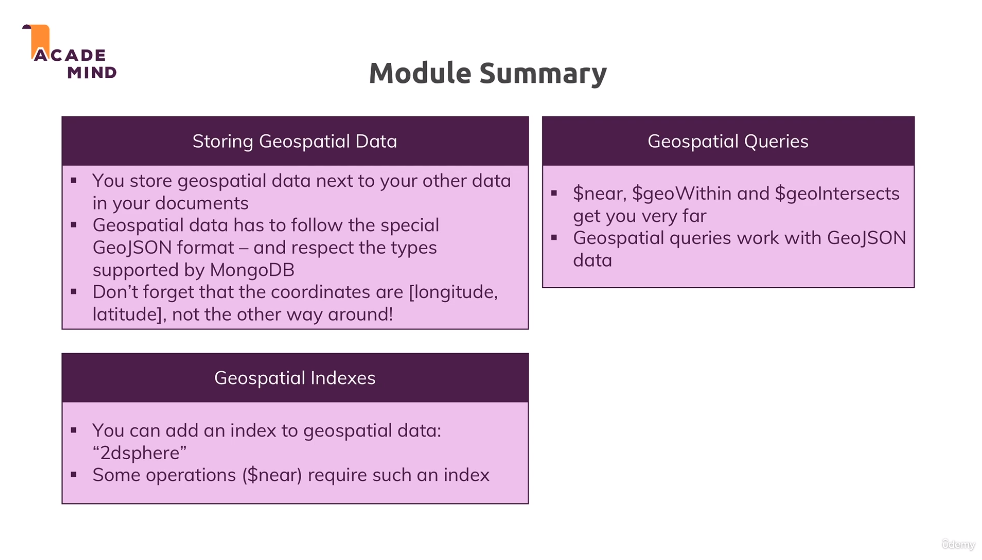 ACADE
MIND
Module Summary
Storing Geospatial Data
▪ You store geospatial data next to your other data
in your documents
▪ Geospatial data has to follow the special
GeoJSON format – and respect the types
supported by MongoDB
▪ Don’t forget that the coordinates are [longitude,
latitude], not the other way around!
Geospatial Queries
▪ $near, $geoWithin and $geoIntersects
get you very far
▪ Geospatial queries work with GeoJSON
data
Geospatial Indexes
▪ You can add an index to geospatial data:
“2dsphere”
▪ Some operations ($near) require such an index
ûdemy